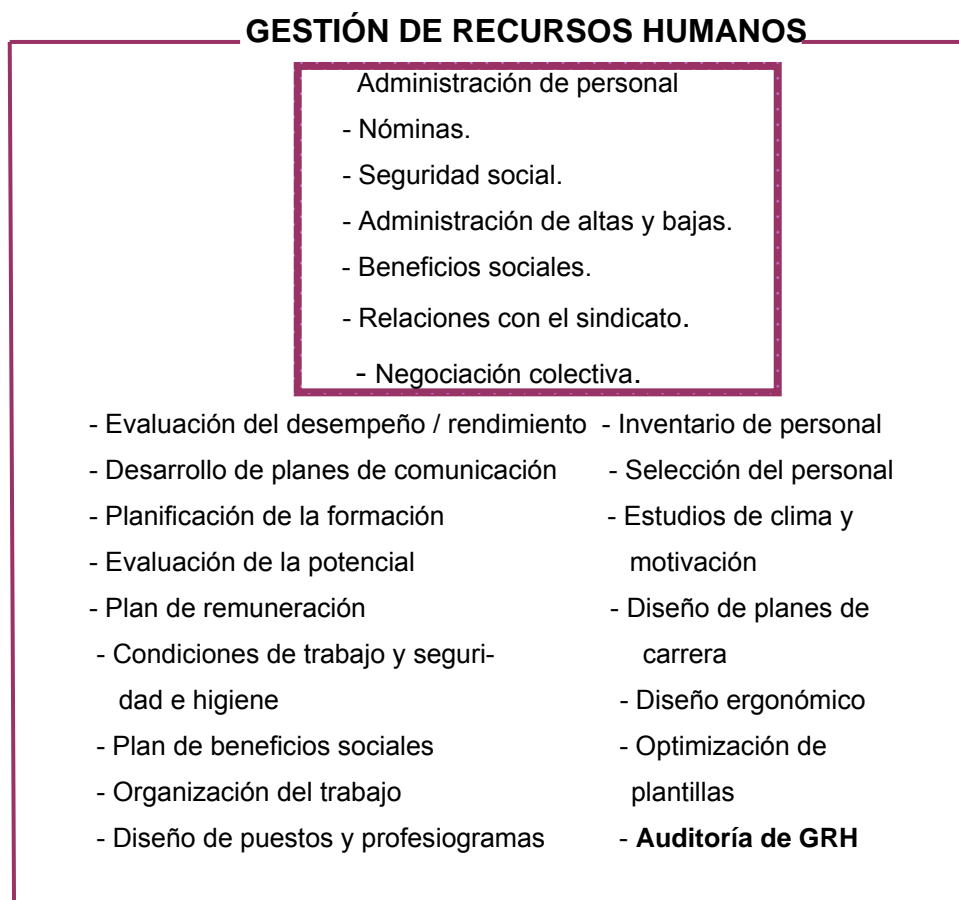 GESTIÓN DE RECURSOS HUMANOS
Administración de personal
- Nóminas.
- Seguridad social.
- Administración de altas y bajas.
- Beneficios sociales.
- Relaciones con el sindicato.
- Negociación colectiva.
- Evaluación del desempeño / rendimiento - Inventario de personal
- Desarrollo de planes de comunicación - Selección del personal
- Planificación de la formación - Estudios de clima y
- Evaluación de la potencial motivación
- Plan de remuneración - Diseño de planes de
- Condiciones de trabajo y seguri- carrera
dad e higiene - Diseño ergonómico
- Plan de beneficios sociales - Optimización de
- Organización del trabajo plantillas
- Diseño de puestos y profesiogramas - Auditoría de GRH